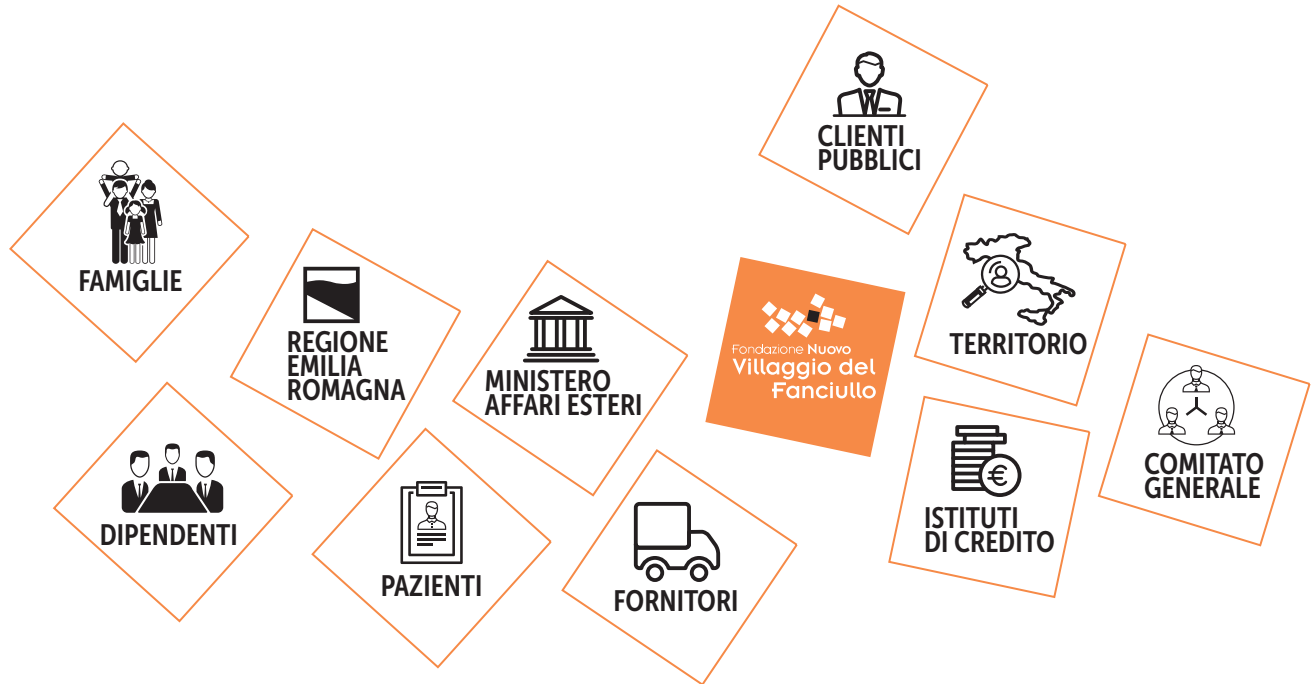 CLIENTI
PUBBLICI
FAMIGLIE
REGIONE
EMILIA
ROMAGNA
MINISTERO
AFFARI ESTERI
Fondazione Nuovo
Villaggio del
Fanciullo
TERRITORIO
COMITATO
GENERALE
DIPENDENTI
PAZIENTI
FORNITORI
€
ISTITUTI
DI CREDITO